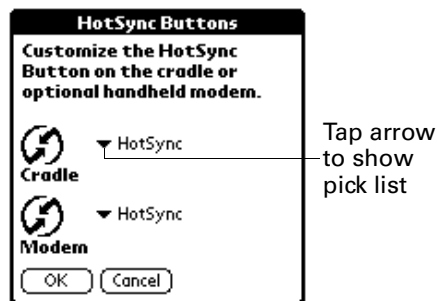 HotSync Buttons
Customize the HotSync
Button on the cradle or
optional handheld modem.
HotSync
Cradle
HotSync
Modem
OK
Cancel
Tap arrow
to show
pick list